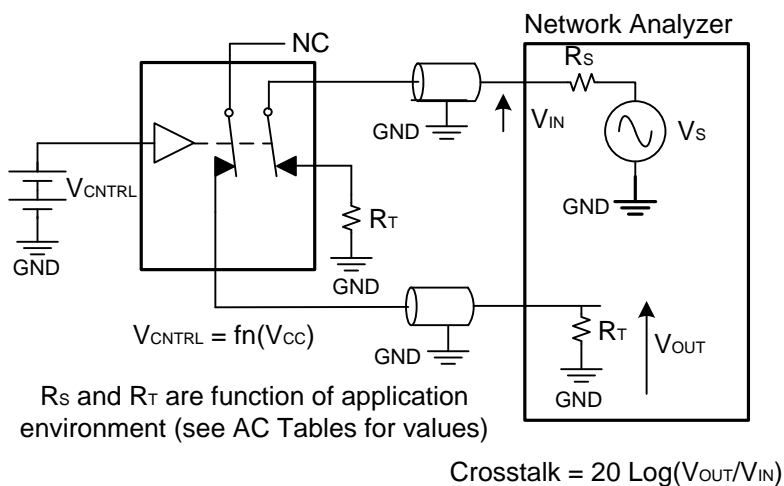 Network Analyzer
NC
RS
GND
VIN
VS
GND
VCNTRL
RT
GND
GND
VCNTRL = fn(VCC)
GND
RT
VOUT
GND
RS and RT are function of application
environment (see AC Tables for values)
Crosstalk = 20 Log(VOUT/VIN)